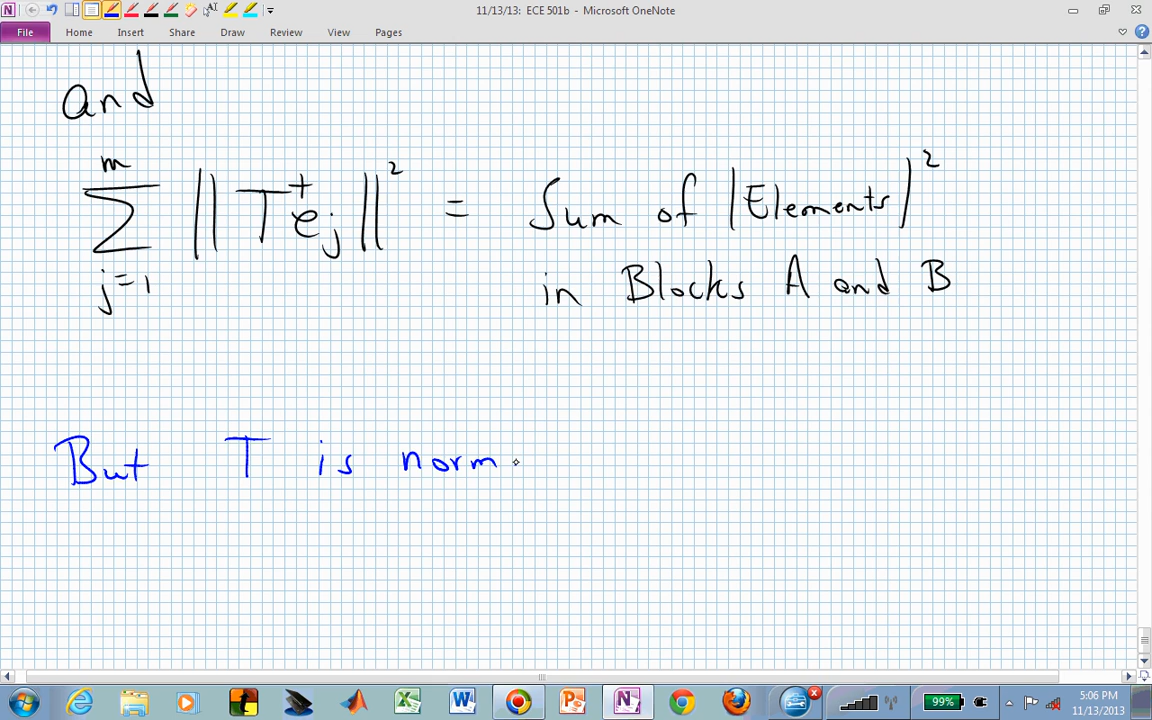 11/13/13: ECE 501b - Microsoft OneNote
File Home Insert Share Draw Review View Pages
and
m
∑ ||T†e_j||² = Sum of |Elements|²
j=1
in Blocks A and B
But T is norm
99%
5:06 PM
11/13/2013